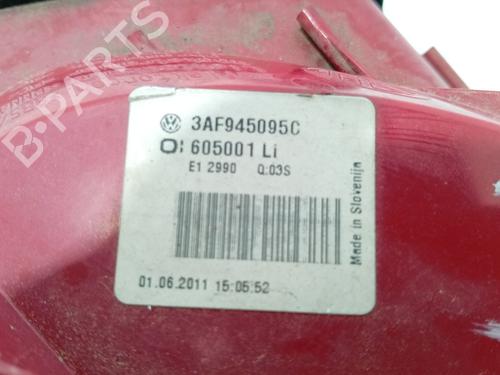 3AF945095C
605001 Li
E1 2990 Q:03S
Made in Slovenija
01.06.2011 15:05:52
B-PARTS